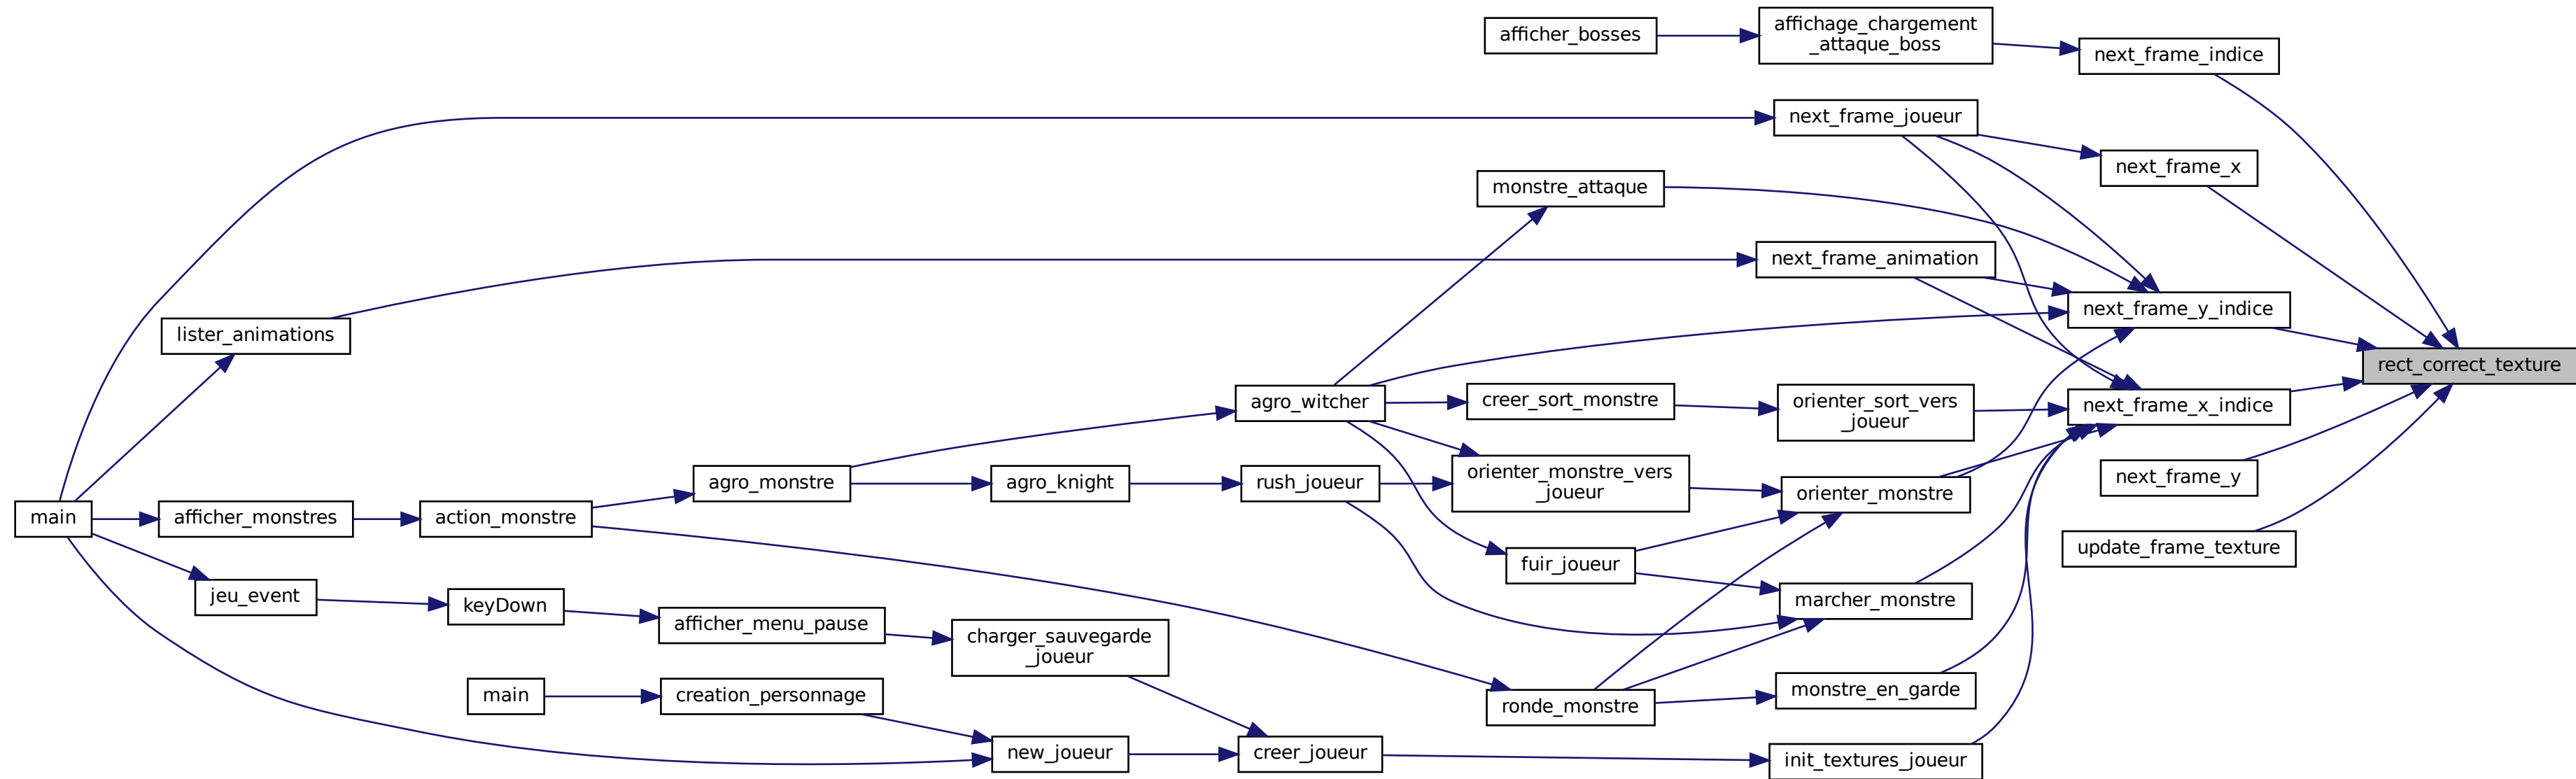 afficher_bosses
affichage_chargement
_attaque_boss
next_frame_indice
next_frame_joueur
next_frame_x
monstre_attaque
next_frame_animation
next_frame_y_indice
lister_animations
rect_correct_texture
agro_witcher
creer_sort_monstre
orienter_sort_vers
_joueur
next_frame_x_indice
agro_monstre
agro_knight
rush_joueur
orienter_monstre_vers
_joueur
orienter_monstre
next_frame_y
main
afficher_monstres
action_monstre
fuir_joueur
update_frame_texture
jeu_event
keyDown
afficher_menu_pause
charger_sauvegarde
_joueur
marcher_monstre
main
creation_personnage
ronde_monstre
monstre_en_garde
new_joueur
creer_joueur
init_textures_joueur